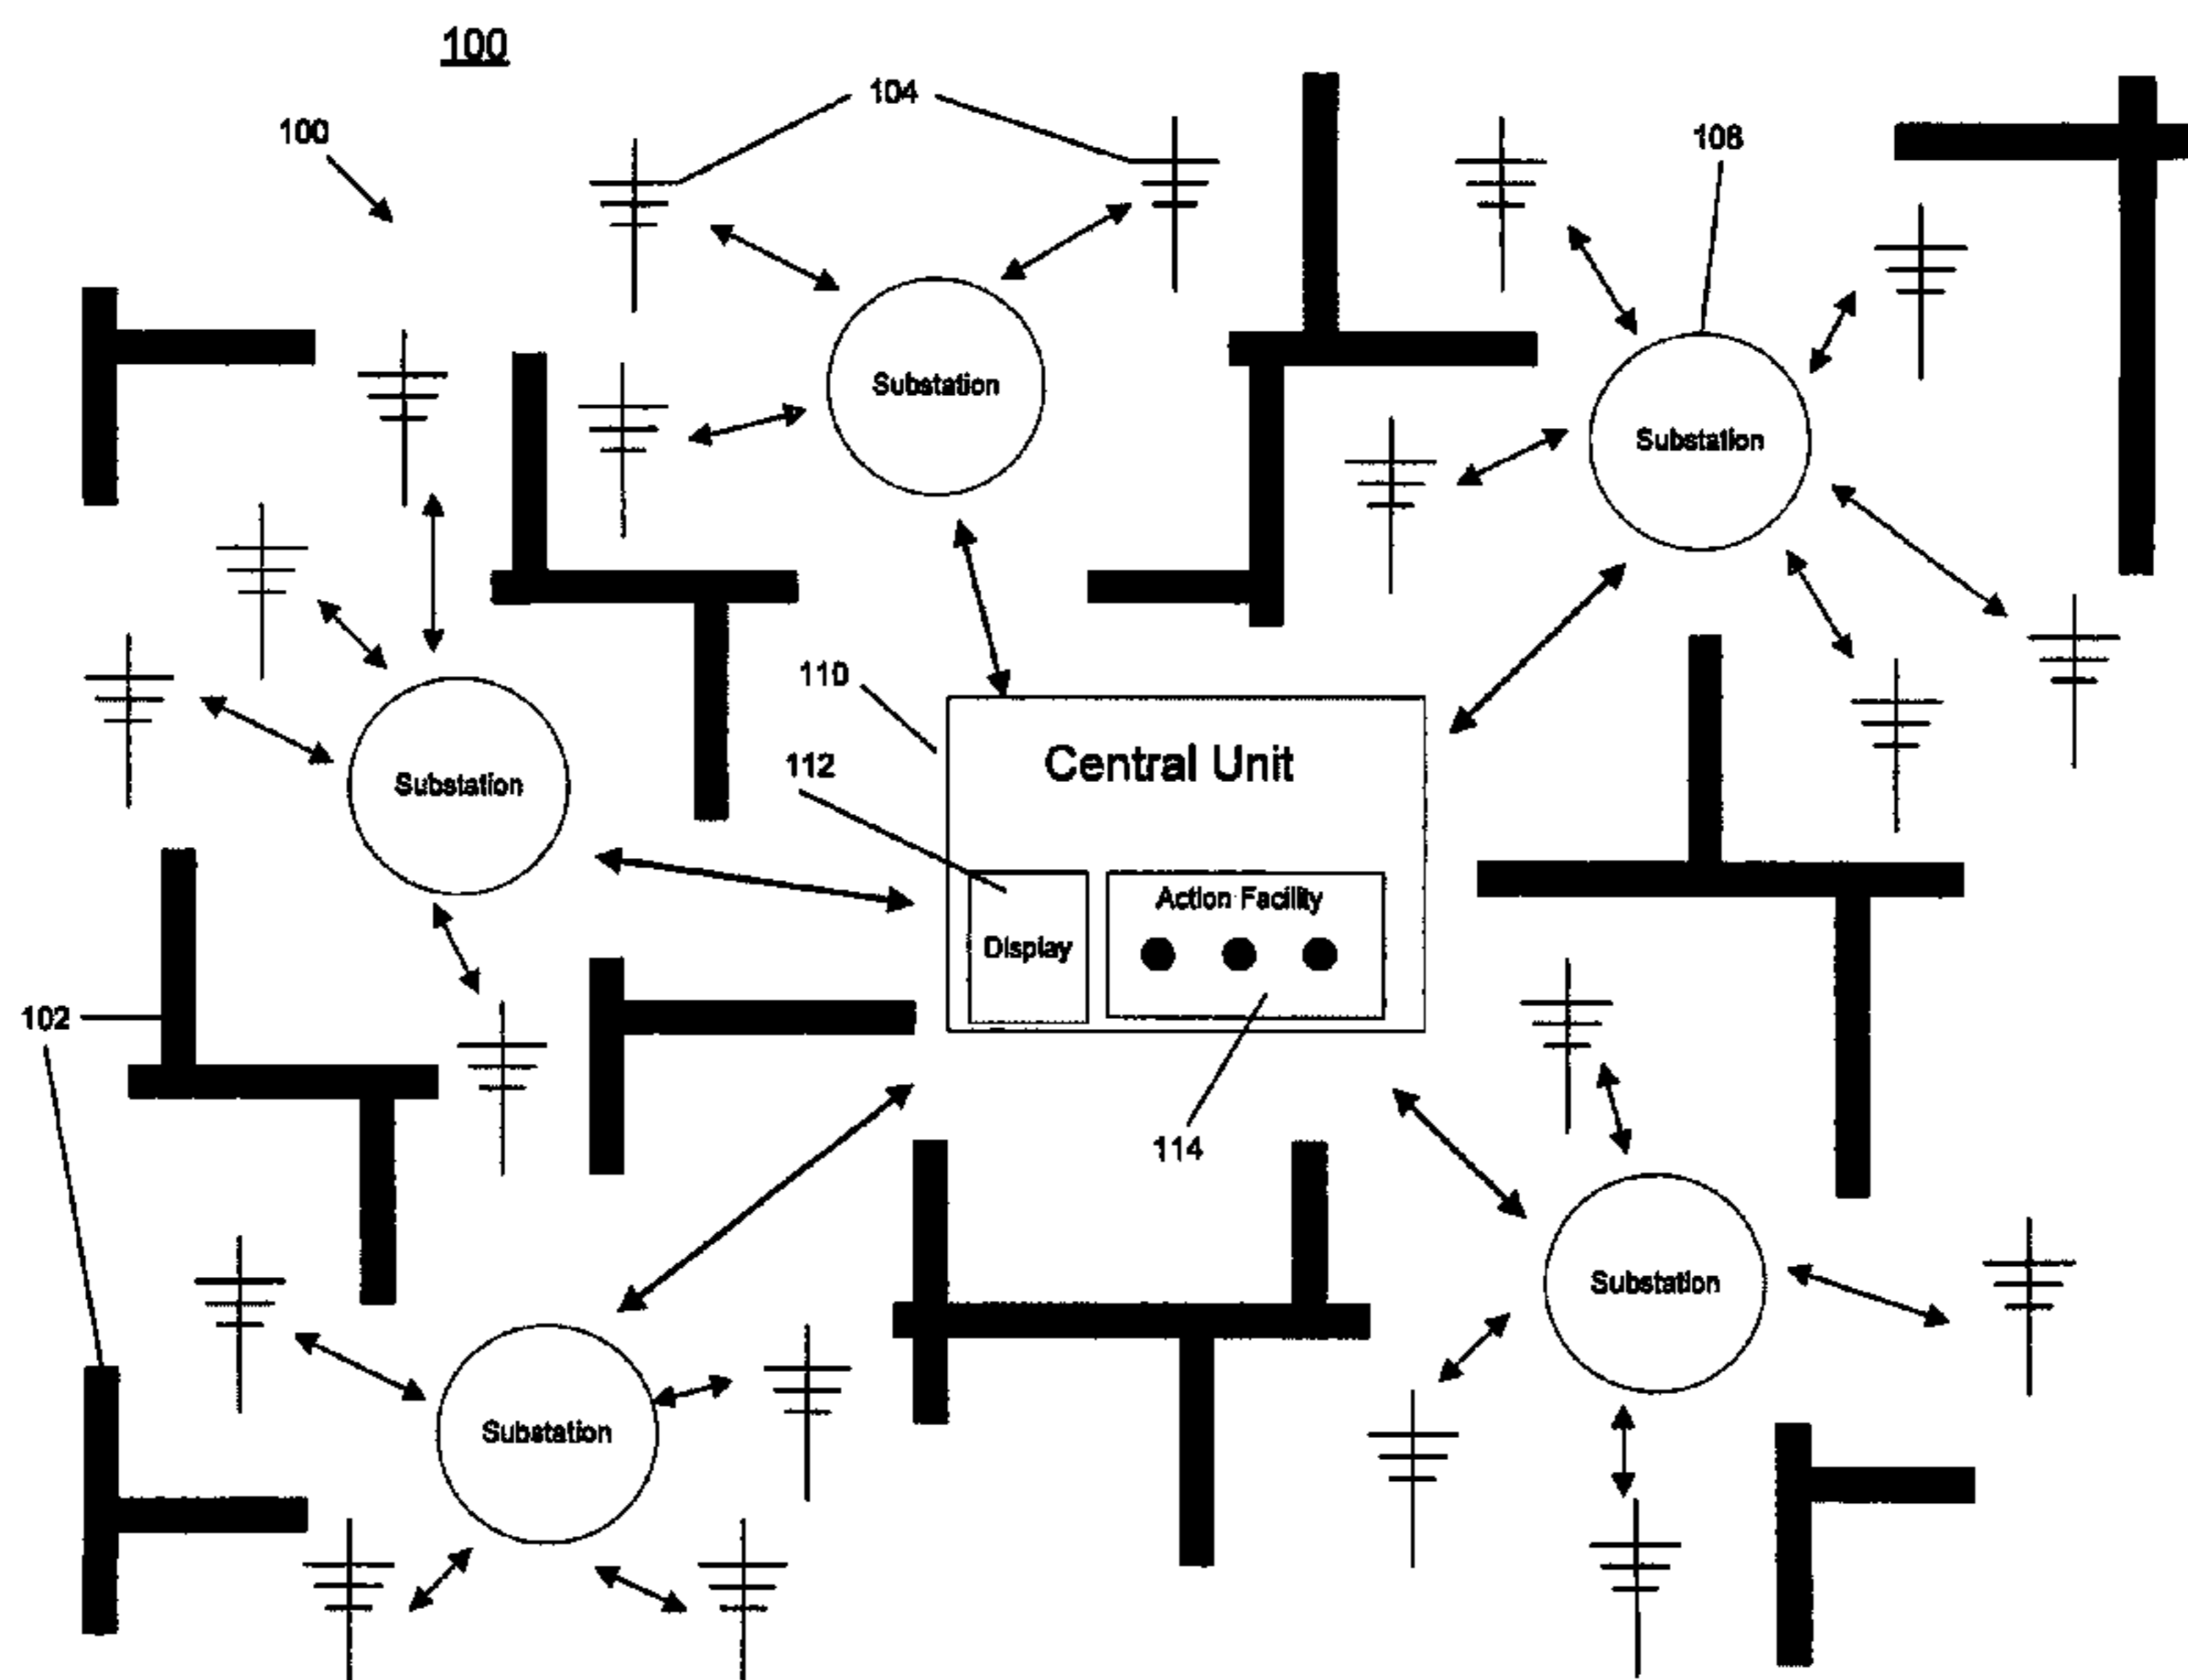 100
104
100
108
Substation
Substation
110
Central Unit
112
Substation
Action Facility
Display
102
114
Substation
Substation